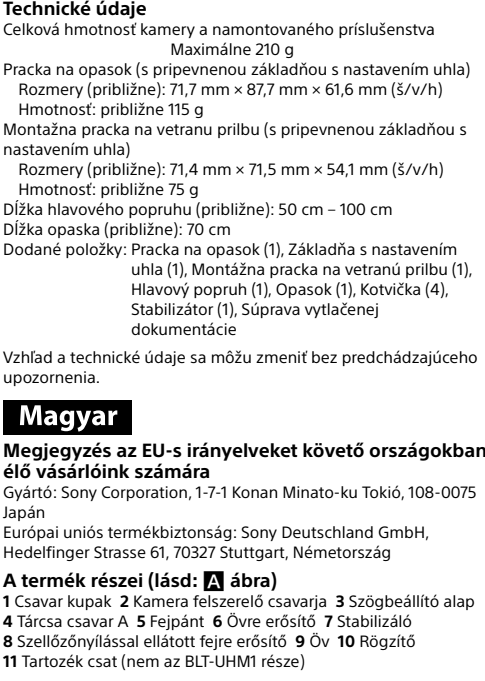 Technické údaje
Celková hmotnosť kamery a namontovaného príslušenstva
Maximálne 210 g
Pracka na opasok (s pripevnenou základňou s nastavením uhla)
Rozmery (približne): 71,7 mm × 87,7 mm × 61,6 mm (š/v/h)
Hmotnosť: približne 115 g
Montažna pracka na vetranu prilbu (s pripevnenou základňou s
nastavením uhla)
Rozmery (približne): 71,4 mm × 71,5 mm × 54,1 mm (š/v/h)
Hmotnosť: približne 75 g
Dĺžka hlavového popruhu (približne): 50 cm – 100 cm
Dĺžka opaska (približne): 70 cm
Dodané položky: Pracka na opasok (1), Základňa s nastavením
uhla (1), Montážna pracka na vetranú prilbu (1),
Hlavový popruh (1), Opasok (1), Kotvička (4),
Stabilizátor (1), Súprava vytlačenej
dokumentácie
Vzhľad a technické údaje sa môžu zmeniť bez predchádzajúceho
upozornenia.
Magyar
Megjegyzés az EU-s irányelveket követő országokban
élő vásárlóink számára
Gyártó: Sony Corporation, 1-7-1 Konan Minato-ku Tokió, 108-0075
Japán
Európai uniós termékbiztonság: Sony Deutschland GmbH,
Hedelfinger Strasse 61, 70327 Stuttgart, Németország
A termék részei (lásd: A ábra)
1 Csavar kupak 2 Kamera felszerelő csavarja 3 Szögbeállító alap
4 Tárcsa csavar A 5 Fejpánt 6 Övre erősítő 7 Stabilizáló
8 Szellőzőnyílással ellátott fejre erősítő 9 Öv 10 Rögzítő
11 Tartozék csat (nem az BLT-UHM1 része)